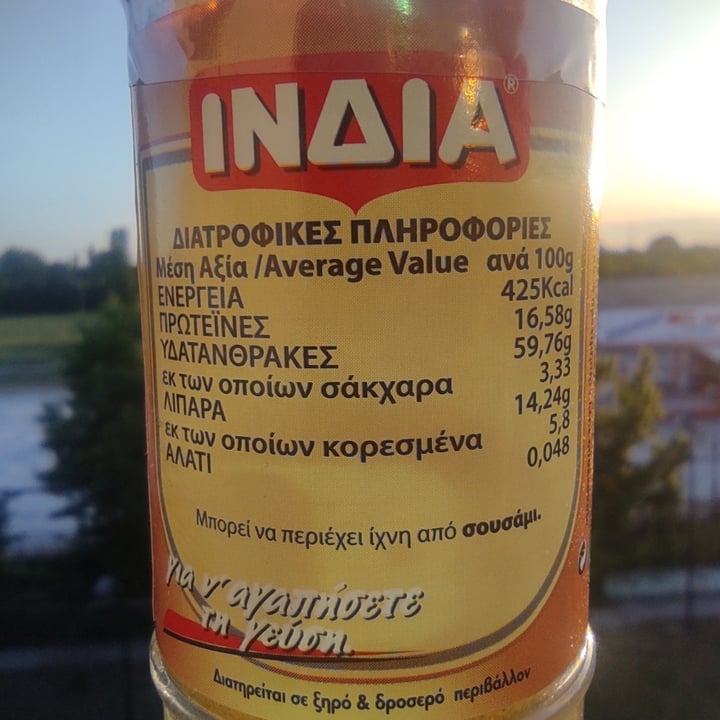 ΙΝΔΙΑ®
ΔΙΑΤΡΟΦΙΚΕΣ ΠΛΗΡΟΦΟΡΙΕΣ
Μέση Αξία /Average Value ανά 100g
ΕΝΕΡΓΕΙΑ 425Kcal
ΠΡΩΤΕΪΝΕΣ 16,58g
ΥΔΑΤΑΝΘΡΑΚΕΣ 59,76g
εκ των οποίων σάκχαρα 3,33
ΛΙΠΑΡΑ 14,24g
εκ των οποίων κορεσμένα 5,8
ΑΛΑΤΙ 0,048
Μπορεί να περιέχει ίχνη από σουσάμι.
για ν' αγαπήσετε
τη γεύση.
Διατηρείται σε ξηρό & δροσερό περιβάλλον